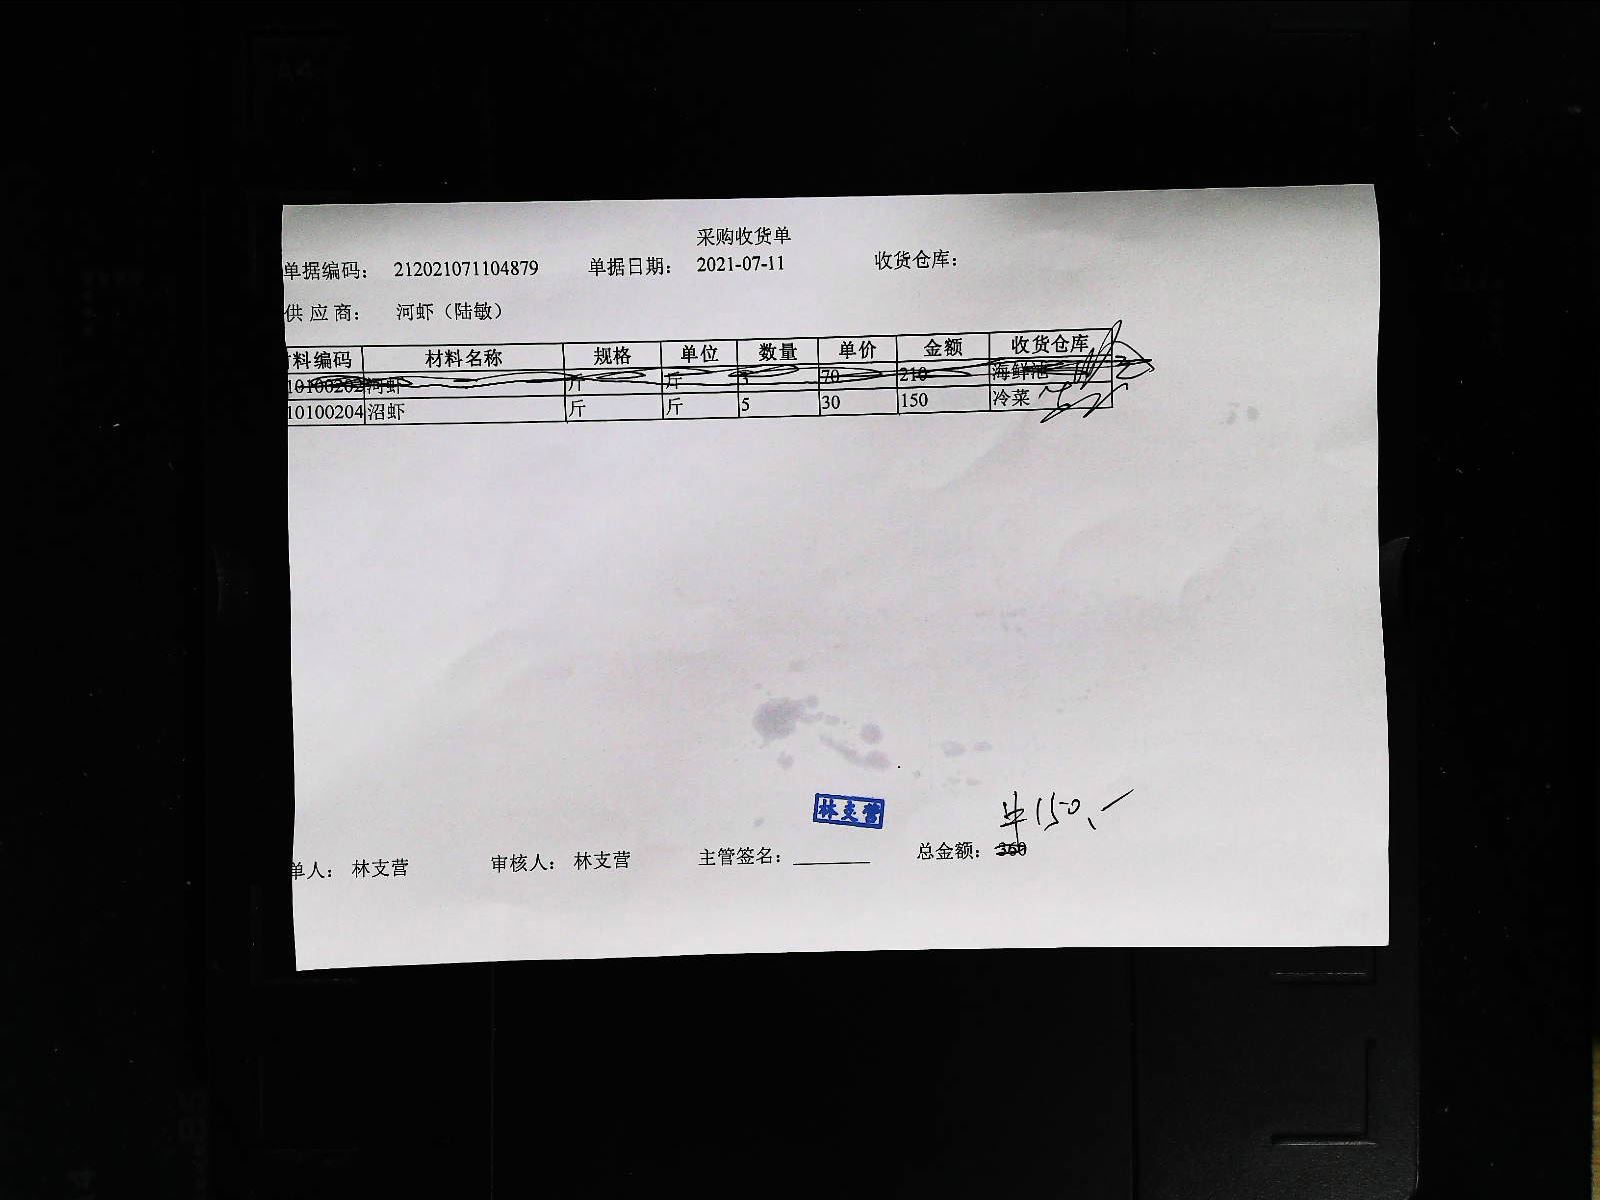 采购收货单
单据编码： 212021071104879 单据日期： 2021-07-11 收货仓库：
供 应 商： 河虾（陆敏）
料编码 材料名称 规格 单位 数量 单价 金额 收货仓库
10100202 河虾 斤 斤 3 70 210 海鲜池
10100204 沼虾 斤 斤 5 30 150 冷菜
林支营
150.-
单人： 林支营 审核人： 林支营 主管签名： 总金额： 360